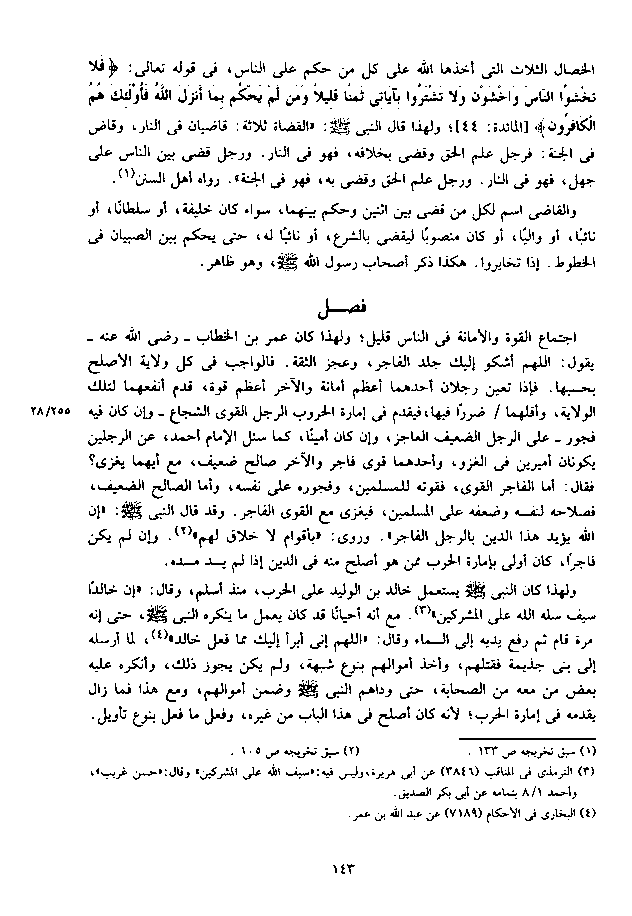 الخصال الثلاث التى أخذها الله على كل من حكم على الناس، فى قوله تعالى: ﴿ فَلا
تَخْشَوُا النَّاسَ وَاخْشَوْنِ وَلا تَشْتَرُوا بِآيَاتِي ثَمَنًا قَلِيلاً وَمَن لَّمْ يَحْكُم بِمَا أَنزَلَ اللَّهُ فَأُوْلَئِكَ هُمُ
الْكَافِرُون﴾ [المائدة: ٤٤]؛ ولهذا قال النبى ﷺ: «القضاة ثلاثة: قاضيان فى النار، وقاض
فى الجنة: فرجل علم الحق وقضى بخلافه، فهو فى النار. ورجل قضى بين الناس على
جهل، فهو فى النار. ورجل علم الحق وقضى به، فهو فى الجنة». رواه أهل السنن(١).
والقاضى اسم لكل من قضى بين اثنين وحكم بينهما، سواء كان خليفة، أو سلطانًا، أو
نائبًا، أو واليًا، أو كان منصوبًا ليقضى بالشرع، أو نائبًا له، حتى يحكم بين الصبيان فى
الخطوط. إذا تخايروا. هكذا ذكر أصحاب رسول الله ﷺ، وهو ظاهر.
فصــل
اجتماع القوة والأمانة فى الناس قليل؛ ولهذا كان عمر بن الخطاب ـ رضى الله عنه ـ
يقول: اللهم أشكو إليك جلد الفاجر، وعجز الثقة. فالواجب فى كل ولاية الأصلح
بحسبها. فإذا تعين رجلان أحدهما أعظم أمانة والآخر أعظم قوة، قدم أنفعهما لتلك
الولاية، وأقلهما / ضررًا فيها؛فيقدم فى إمارة الحروب الرجل القوى الشجاع ـ وإن كان فيه
٢٨/٢٥٥
فجور ـ على الرجل الضعيف العاجز، وإن كان أمينًا، كما سئل الإمام أحمد، عن الرجلين
يكونان أميرين فى الغزو، وأحدهما قوى فاجر والآخر صالح ضعيف، مع أيهما يغزى؟
فقال: أما الفاجر القوى، فقوته للمسلمين، وفجوره على نفسه، وأما الصالح الضعيف،
فصلاحه لنفسه وضعفه على المسلمين، فيغزى مع القوى الفاجر. وقد قال النبى ﷺ: «إن
الله يؤيد هذا الدين بالرجل الفاجر». وروى: «بأقوام لا خلاق لهم»(٢). وإن لم يكن
فاجرًا، كان أولى بإمارة الحرب ممن هو أصلح منه فى الدين إذا لم يسد مسده.
ولهذا كان النبى ﷺ يستعمل خالد بن الوليد على الحرب، منذ أسلم، وقال: «إن خالدًا
سيف سله الله على المشركين»(٣). مع أنه أحيانًا قد كان يعمل ما ينكره النبى ﷺ، حتى إنه
مرة قام ثم رفع يديه إلى السماء وقال: «اللهم إنى أبرأ إليك مما فعل خالد»(٤)، لما أرسله
إلى بنى جذيمة فقتلهم، وأخذ أموالهم بنوع شبهة، ولم يكن يجوز ذلك، وأنكره عليه
بعض من معه من الصحابة، حتى وداهم النبى ﷺ وضمن أموالهم، ومع هذا فما زال
يقدمه فى إمارة الحرب؛ لأنه كان أصلح فى هذا الباب من غيره، وفعل ما فعل بنوع تأويل.
(١) سبق تخريجه ص ١٣٣ . (٢) سبق تخريجه ص ١٠٥ .
(٣) الترمذى فى المناقب (٣٨٤٦) عن أبى هريرة،وليس فيه:«سيف الله على المشركين» وقال:«حسن غريب»،
وأحمد ٨/١ بتمامه عن أبى بكر الصديق.
(٤) البخارى فى الأحكام (٧١٨٩) عن عبد الله بن عمر.
١٤٣